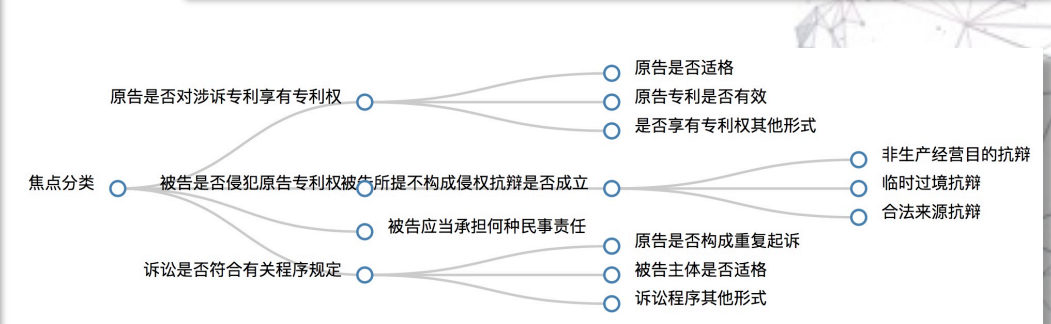 焦点分类
原告是否对涉诉专利享有专利权
原告是否适格
原告专利是否有效
是否享有专利权其他形式
被告是否侵犯原告专利权
被告所提不构成侵权抗辩是否成立
非生产经营目的抗辩
临时过境抗辩
合法来源抗辩
被告应当承担何种民事责任
诉讼是否符合有关程序规定
原告是否构成重复起诉
被告主体是否适格
诉讼程序其他形式